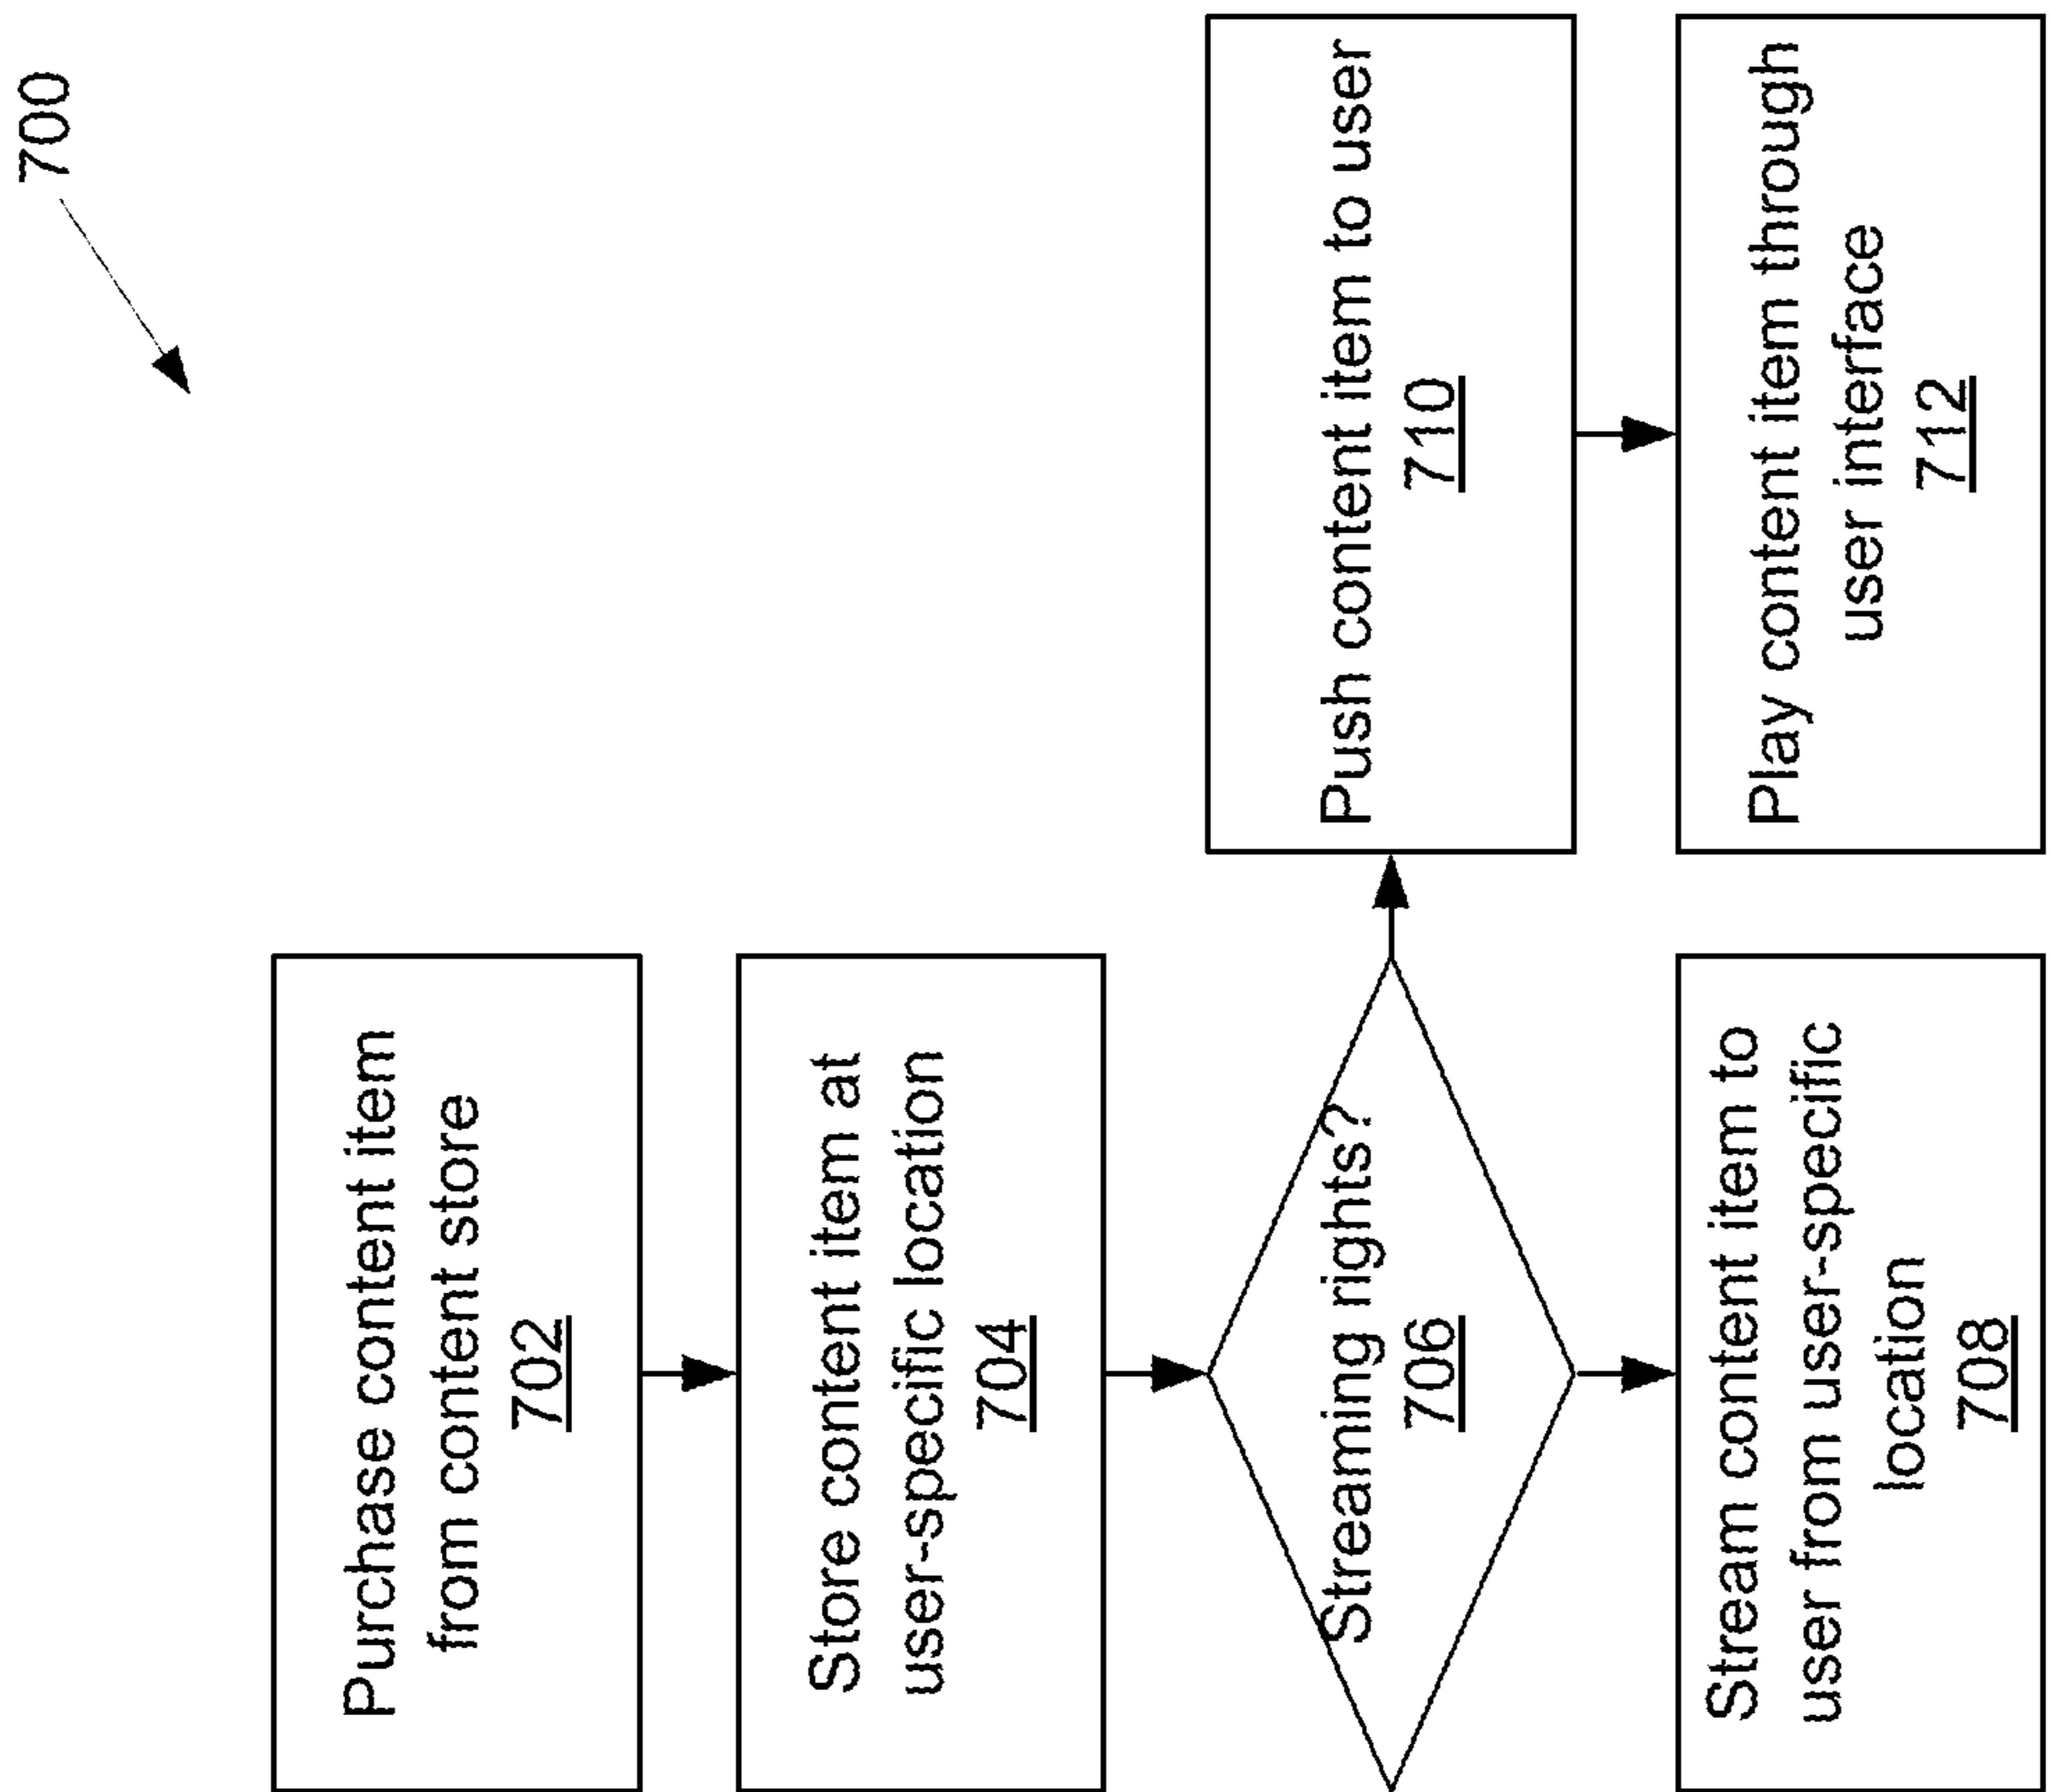 700
Purchase content item
from content store
702
Store content item at
user-specific location
704
Streaming rights?
706
Stream content item to
user from user-specific
location
708
Push content item to user
710
Play content item through
user interface
712